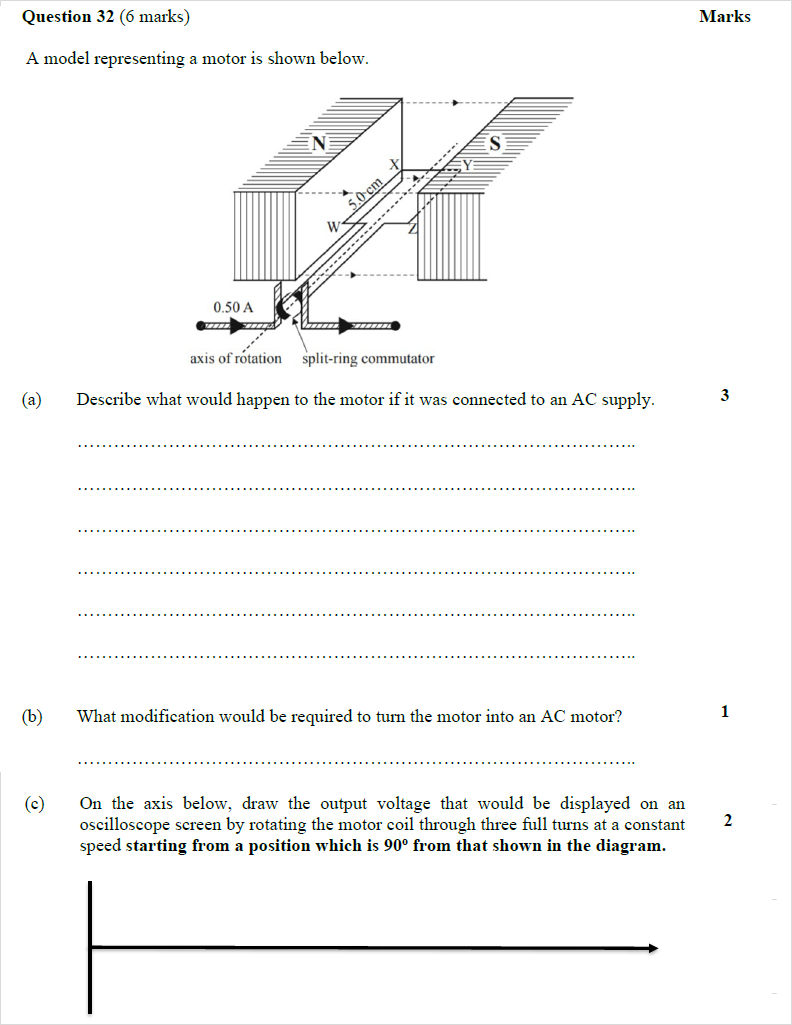 Question 32 (6 marks) Marks
A model representing a motor is shown below.
N
S
X
Y
5.0 cm
W
Z
0.50 A
axis of rotation split-ring commutator
(a) Describe what would happen to the motor if it was connected to an AC supply. 3
(b) What modification would be required to turn the motor into an AC motor? 1
(c) On the axis below, draw the output voltage that would be displayed on an
oscilloscope screen by rotating the motor coil through three full turns at a constant 2
speed starting from a position which is 90º from that shown in the diagram.